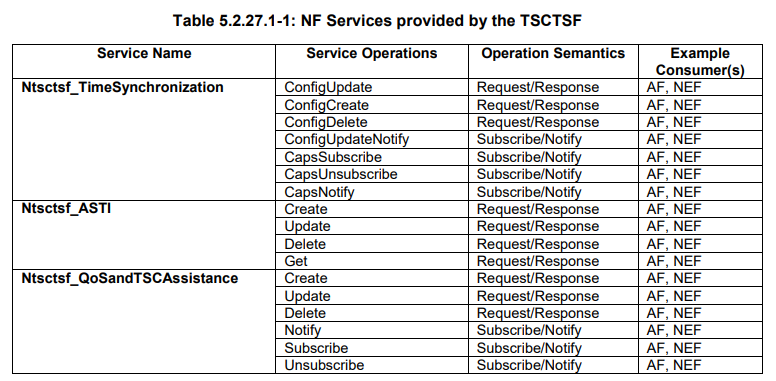 Table 5.2.27.1-1: NF Services provided by the TSCTSF
Service Name Service Operations Operation Semantics Example Consumer(s)
Ntsctsf_TimeSynchronization ConfigUpdate Request/Response AF, NEF
ConfigCreate Request/Response AF, NEF
ConfigDelete Request/Response AF, NEF
ConfigUpdateNotify Subscribe/Notify AF, NEF
CapsSubscribe Subscribe/Notify AF, NEF
CapsUnsubscribe Subscribe/Notify AF, NEF
CapsNotify Subscribe/Notify AF, NEF
Ntsctsf_ASTI Create Request/Response AF, NEF
Update Request/Response AF, NEF
Delete Request/Response AF, NEF
Get Request/Response AF, NEF
Ntsctsf_QoSandTSCAssistance Create Request/Response AF, NEF
Update Request/Response AF, NEF
Delete Request/Response AF, NEF
Notify Subscribe/Notify AF, NEF
Subscribe Subscribe/Notify AF, NEF
Unsubscribe Subscribe/Notify AF, NEF